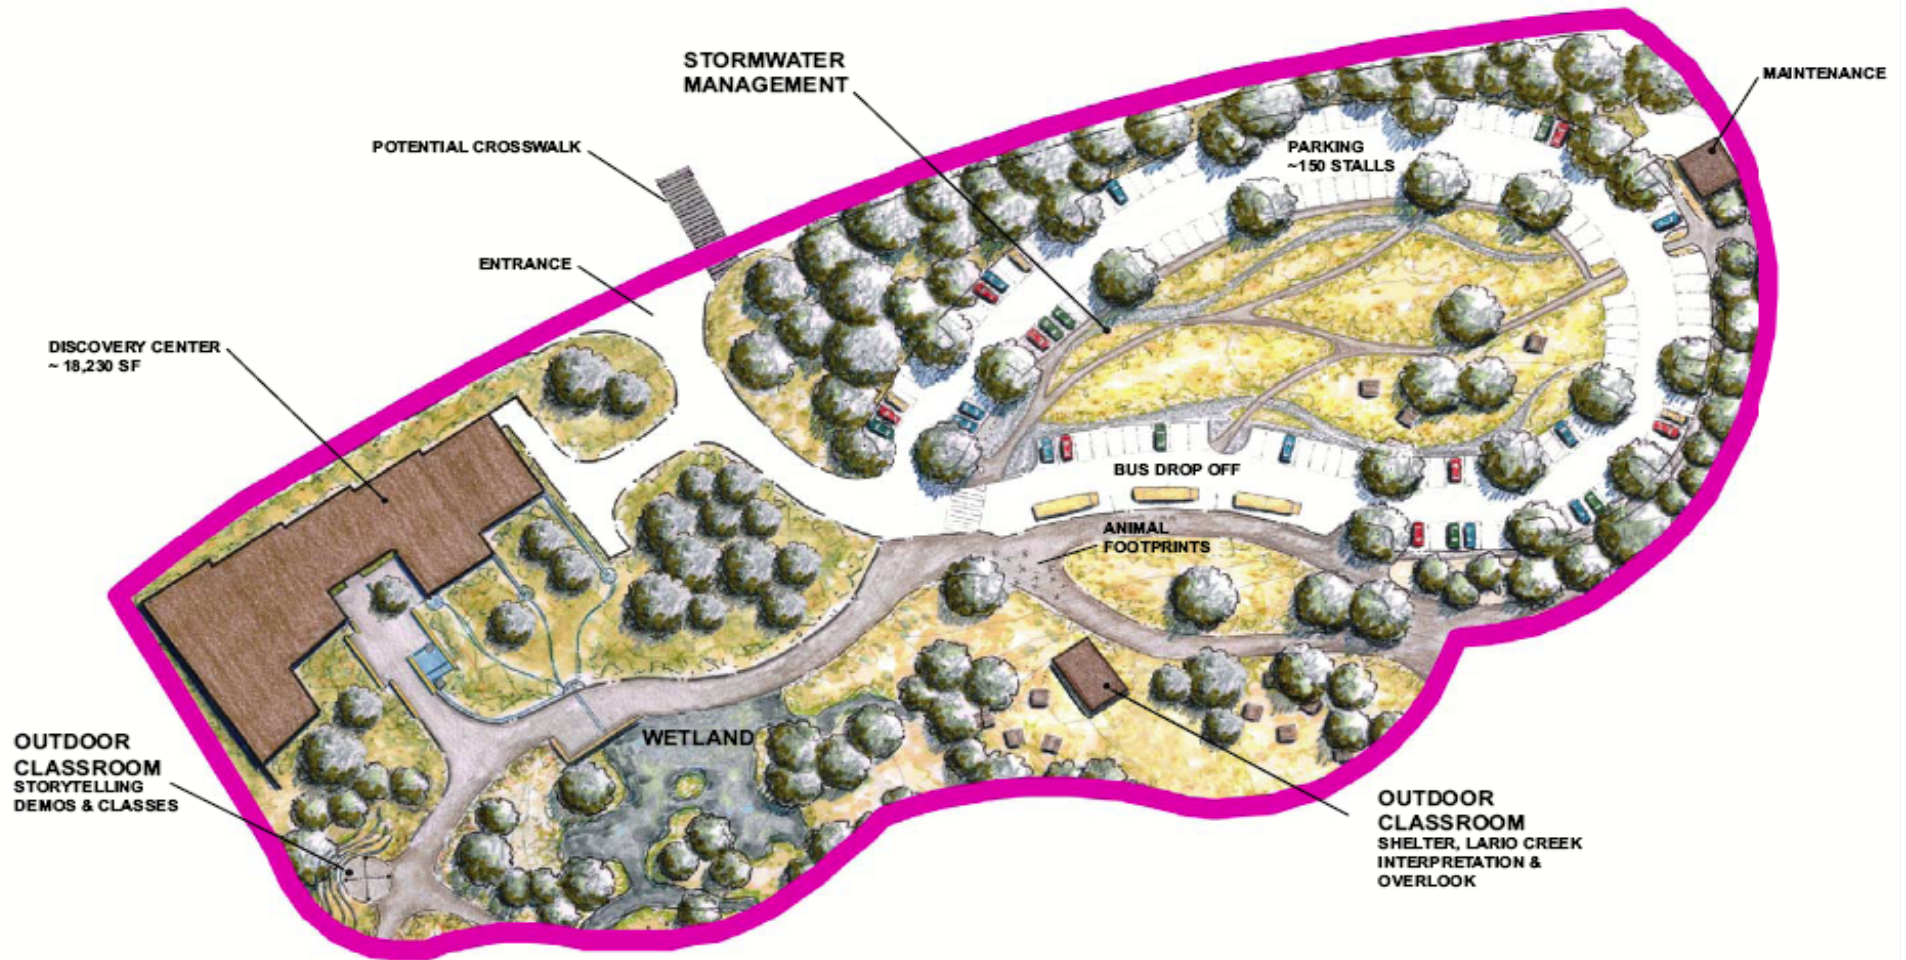 STORMWATER
MANAGEMENT
MAINTENANCE
POTENTIAL CROSSWALK
PARKING
~150 STALLS
ENTRANCE
DISCOVERY CENTER
~ 18,230 SF
BUS DROP OFF
ANIMAL
FOOTPRINTS
WETLAND
OUTDOOR
CLASSROOM
STORYTELLING
DEMOS & CLASSES
OUTDOOR
CLASSROOM
SHELTER, LARIO CREEK
INTERPRETATION &
OVERLOOK